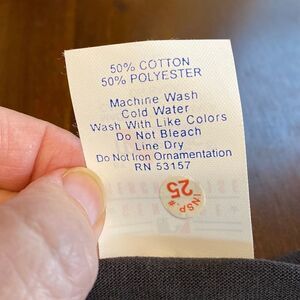 50% COTTON
50% POLYESTER
Machine Wash
Cold Water
Wash With Like Colors
Do Not Bleach
Line Dry
Do Not Iron Ornamentation
RN 53157
INSP. #
25